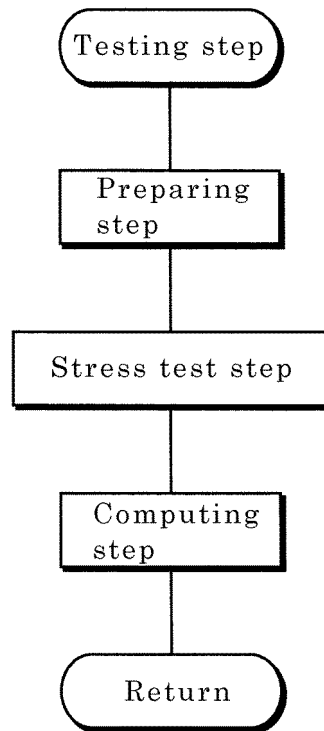 Testing step
Preparing
step
Stress test step
Computing
step
Return